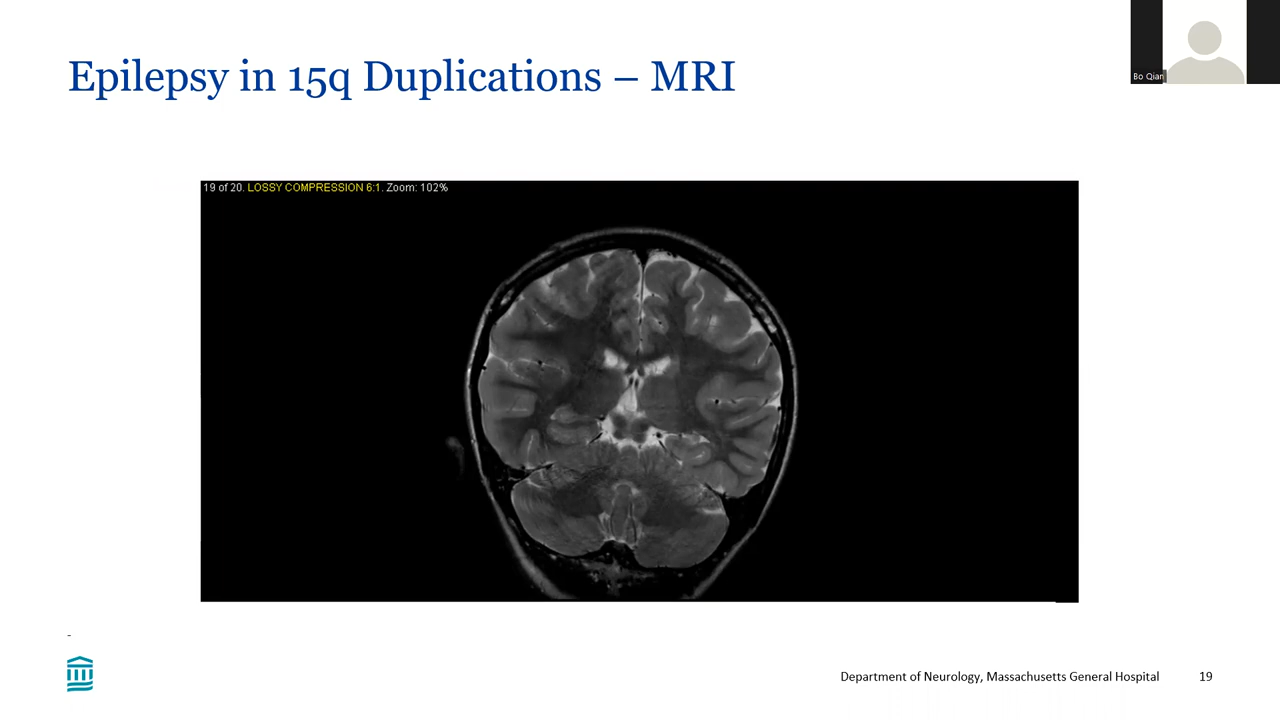 Epilepsy in 15q Duplications – MRI
Bo Qian
19 of 20. LOSSY COMPRESSION 6:1. Zoom: 102%
-
Department of Neurology, Massachusetts General Hospital 19